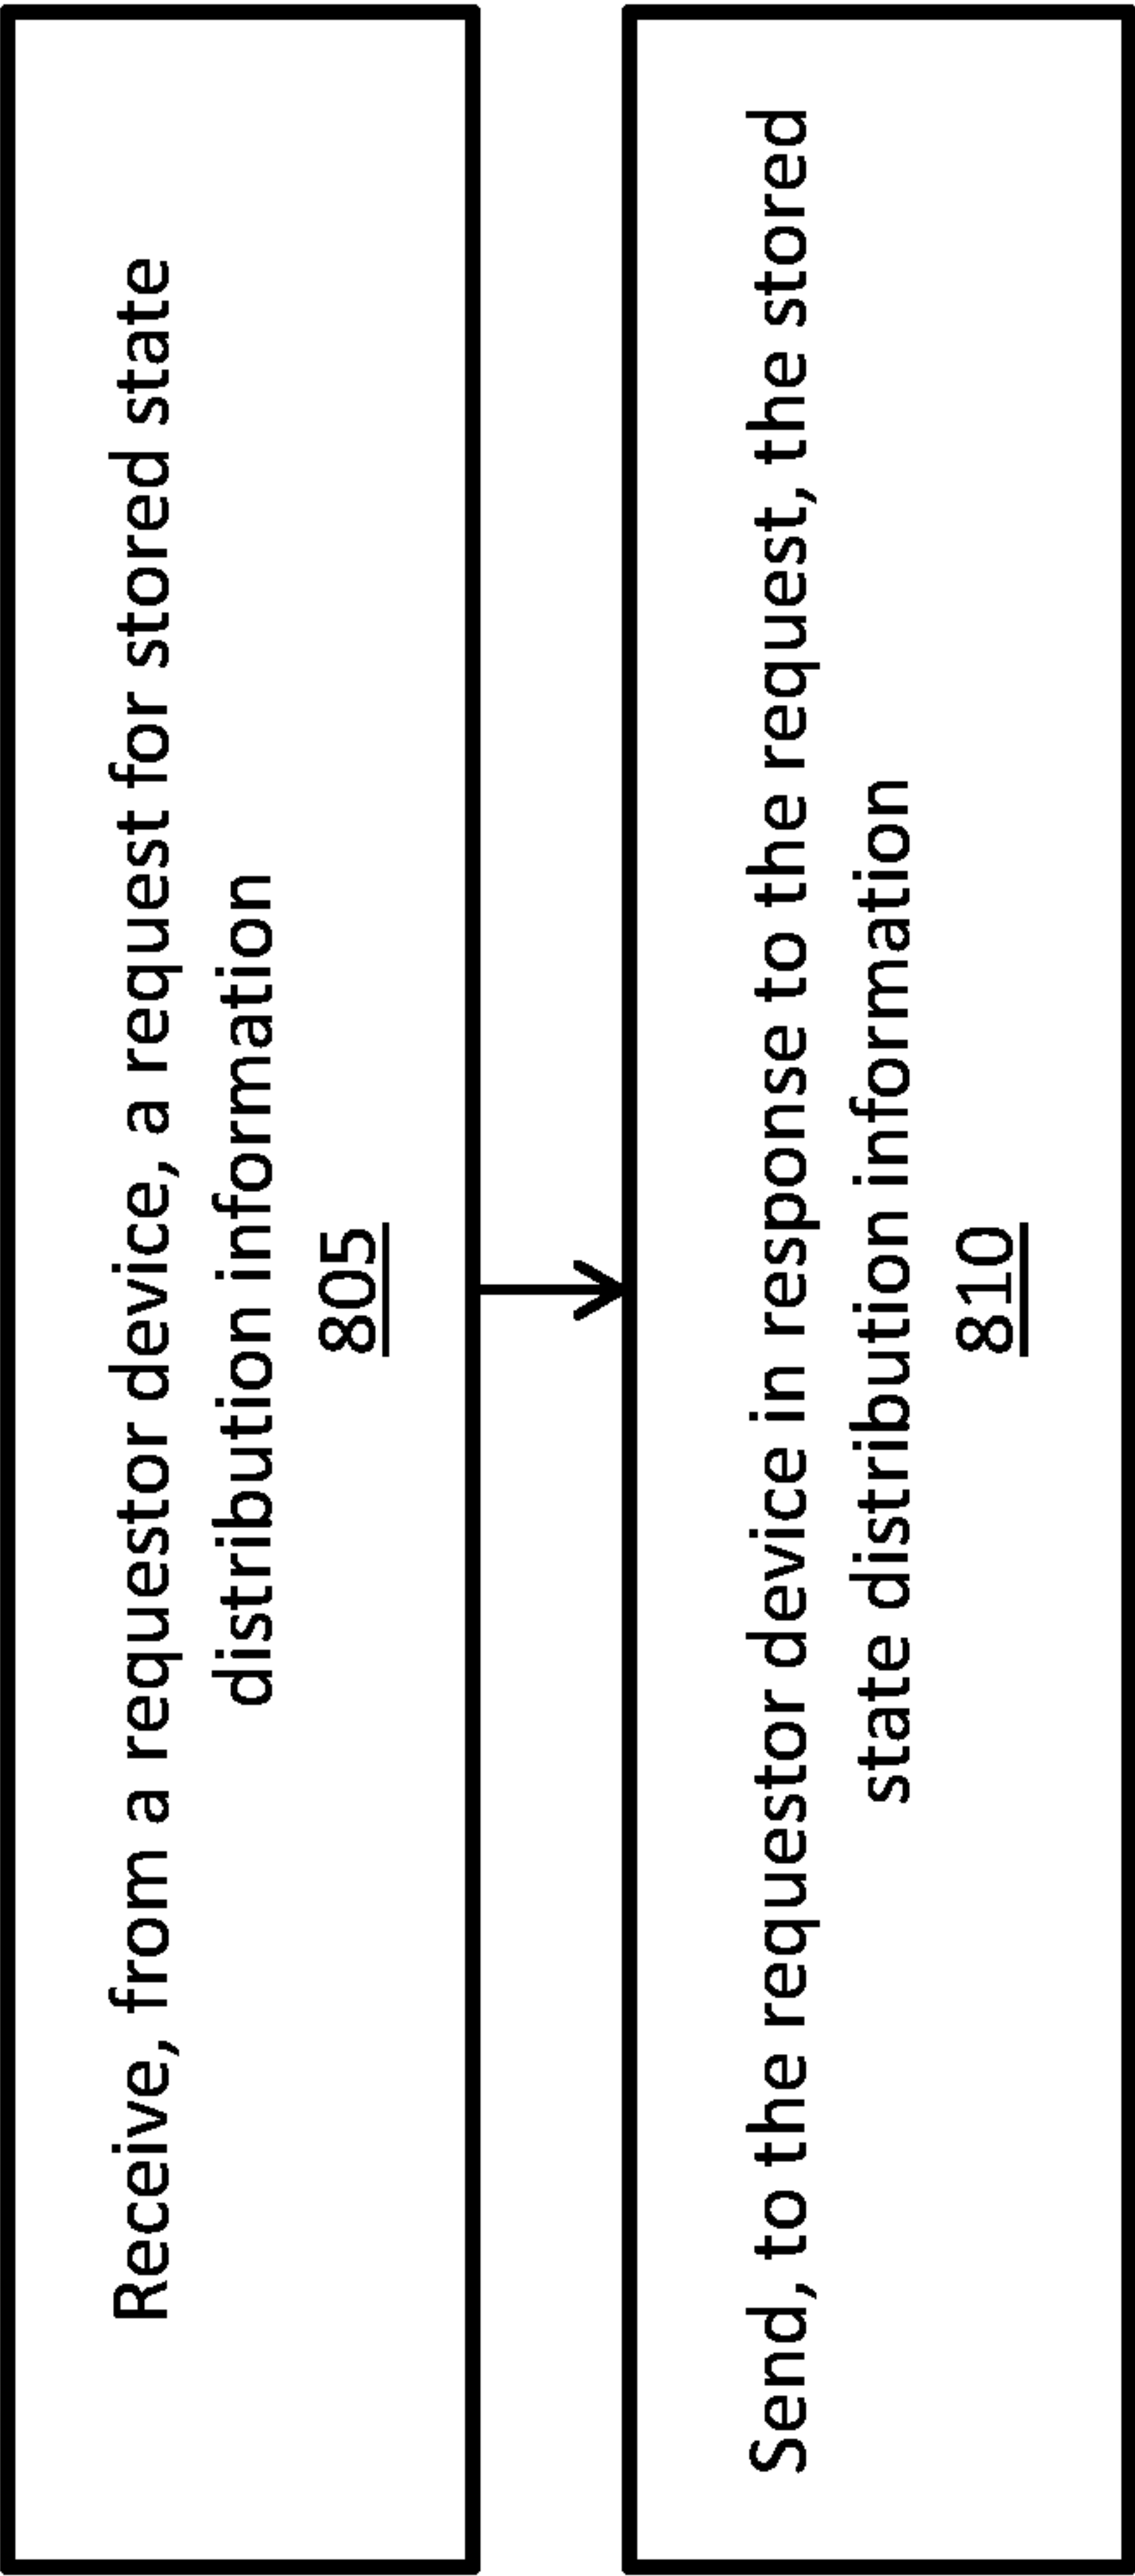 Receive, from a requestor device, a request for stored state
distribution information
805
Send, to the requestor device in response to the request, the stored
state distribution information
810